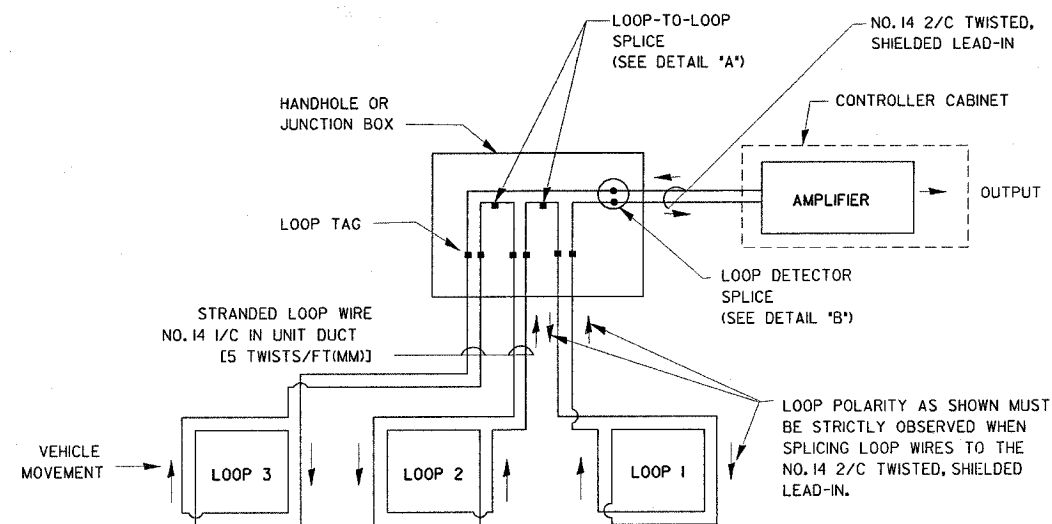 LOOP-TO-LOOP
SPLICE
(SEE DETAIL "A")
NO. 14 2/C TWISTED,
SHIELDED LEAD-IN
HANDHOLE OR
JUNCTION BOX
CONTROLLER CABINET
AMPLIFIER
OUTPUT
LOOP TAG
LOOP DETECTOR
SPLICE
(SEE DETAIL "B")
STRANDED LOOP WIRE
NO. 14 1/C IN UNIT DUCT
[5 TWISTS/FT(MM)]
LOOP POLARITY AS SHOWN MUST
BE STRICTLY OBSERVED WHEN
SPLICING LOOP WIRES TO THE
NO. 14 2/C TWISTED, SHIELDED
LEAD-IN.
VEHICLE
MOVEMENT
LOOP 3
LOOP 2
LOOP 1